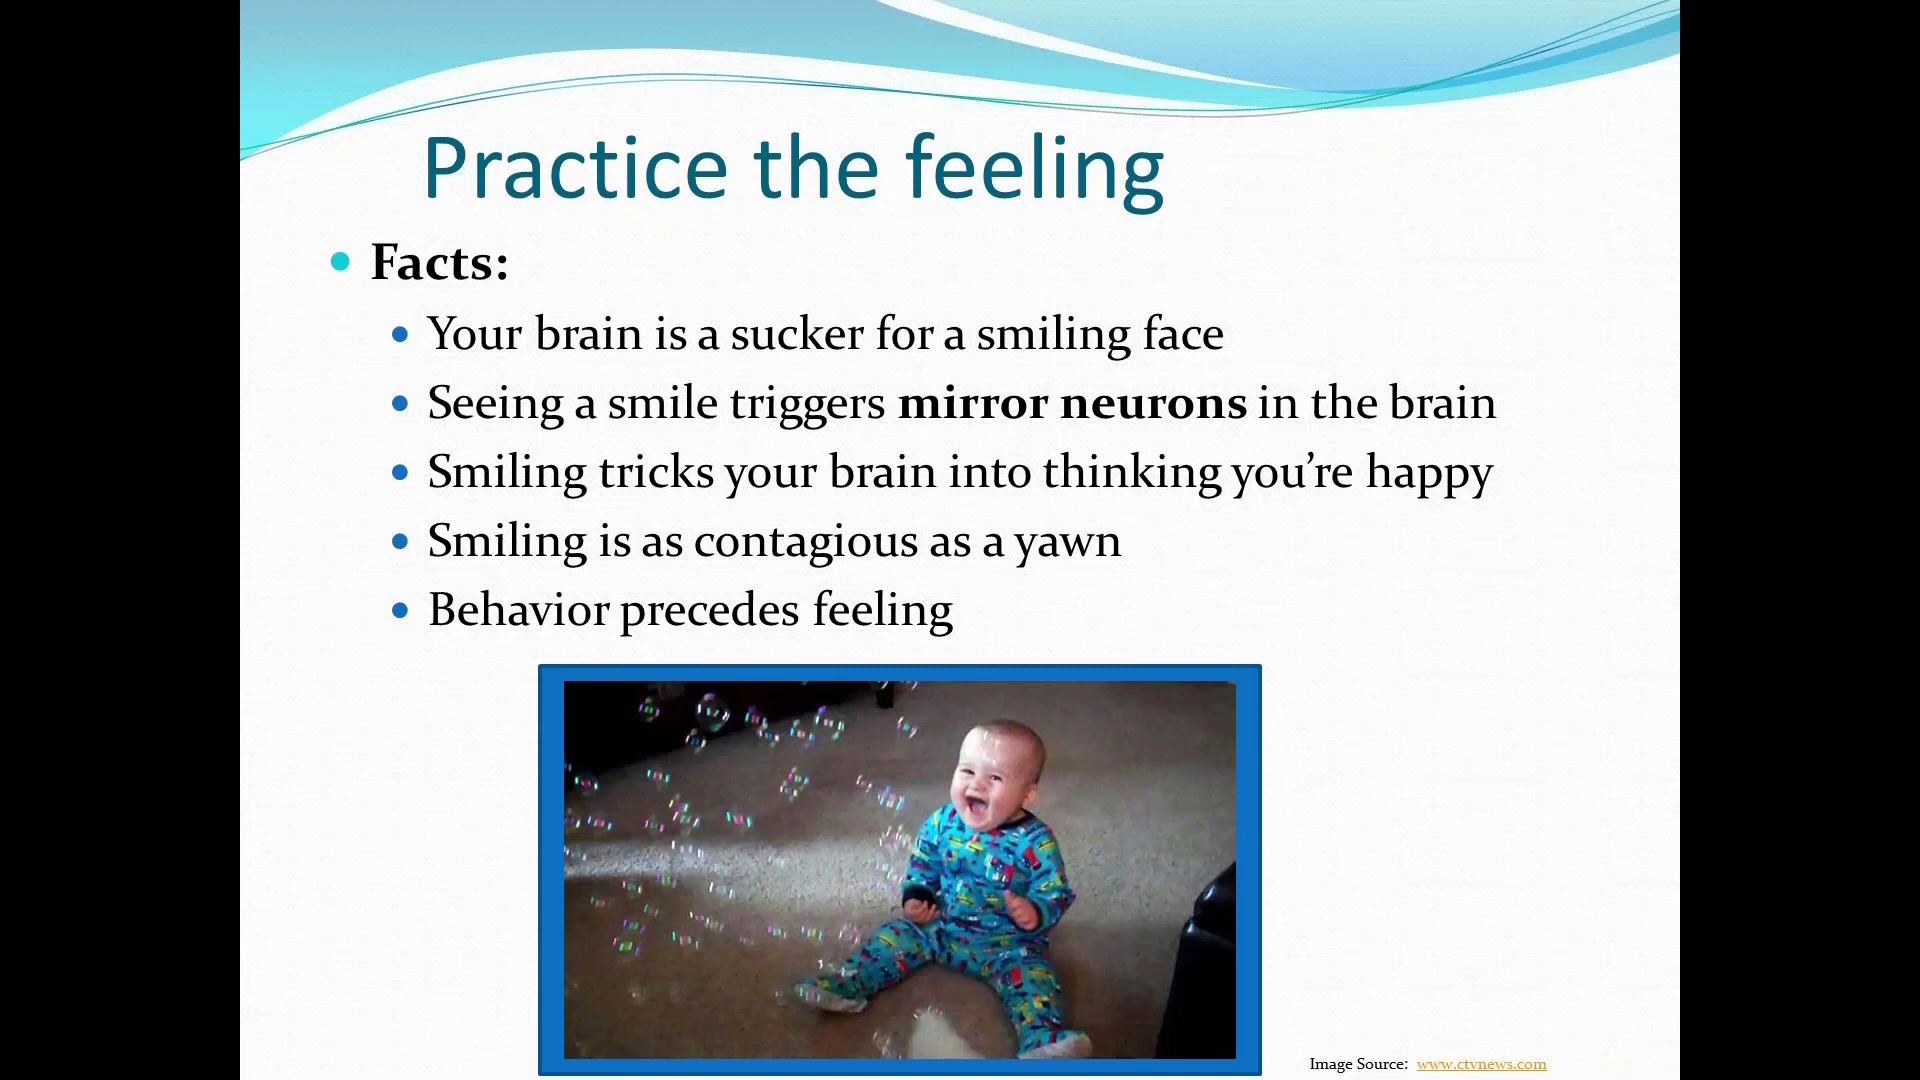 Practice the feeling
Facts:
Your brain is a sucker for a smiling face
Seeing a smile triggers mirror neurons in the brain
Smiling tricks your brain into thinking you’re happy
Smiling is as contagious as a yawn
Behavior precedes feeling
Image Source: www.ctvnews.com